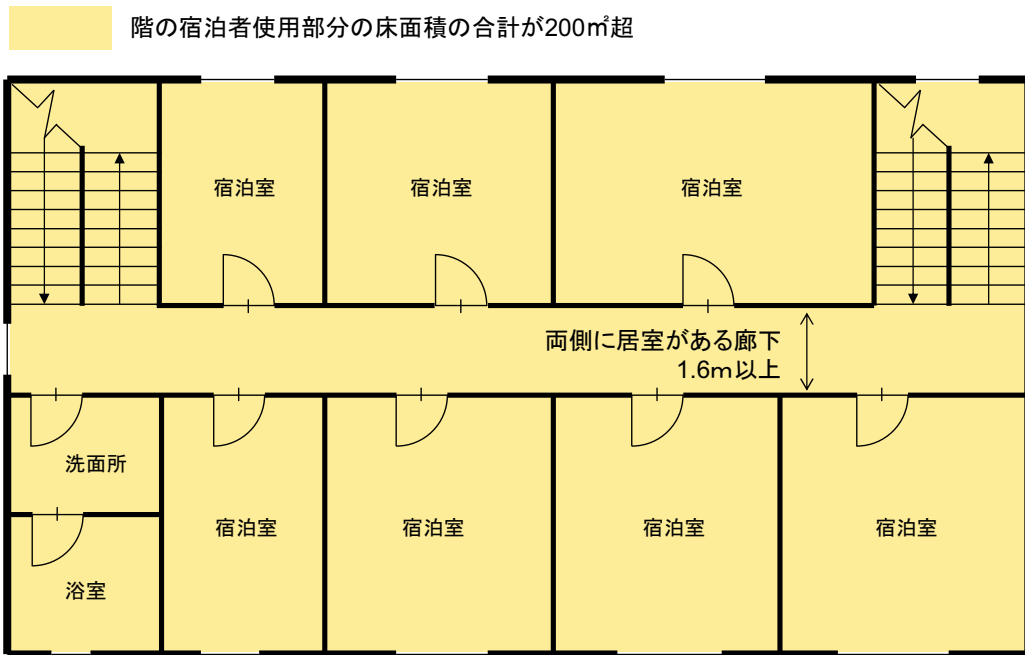 階の宿泊者使用部分の床面積の合計が200㎡超
宿泊室
宿泊室
宿泊室
両側に居室がある廊下
1.6m以上
洗面所
宿泊室
宿泊室
宿泊室
宿泊室
浴室